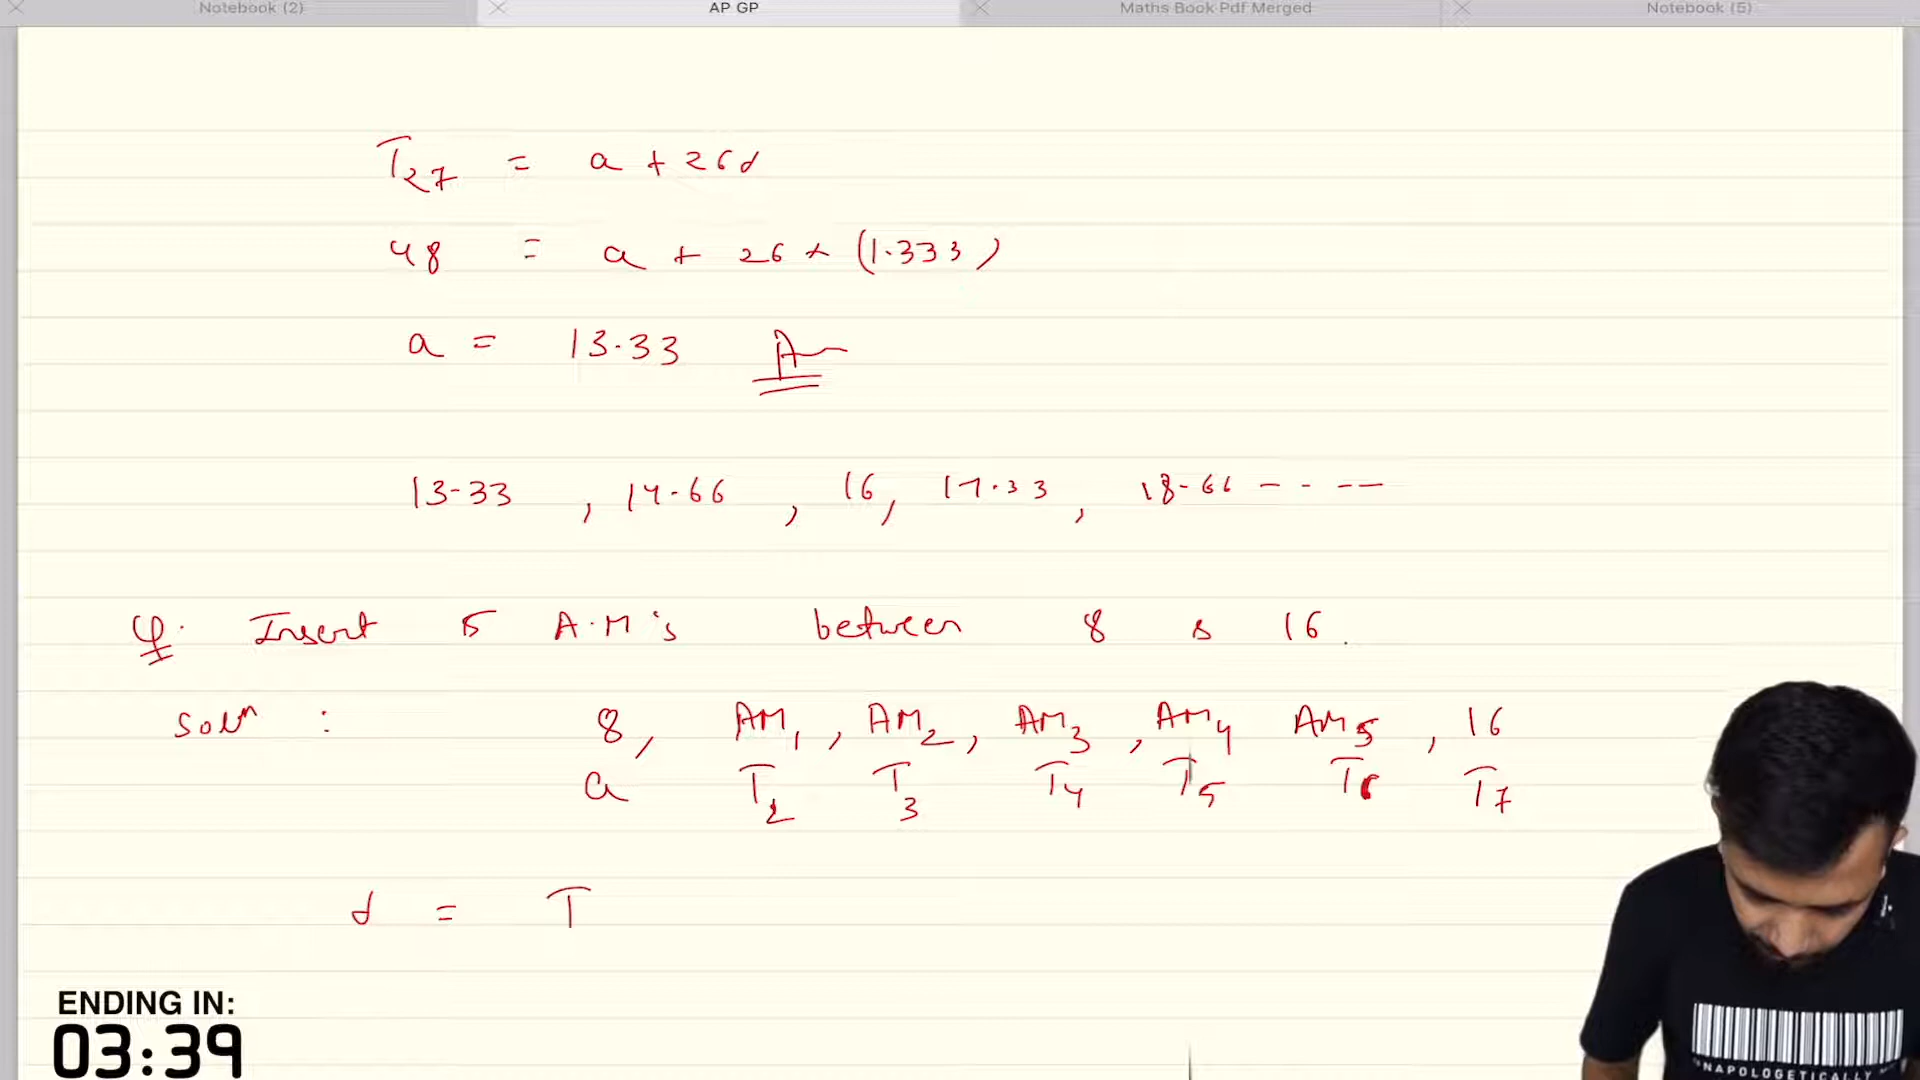 Notebook (2) AP GP Maths Book Pdf Merged Notebook (5)
T27 = a + 26d
48 = a + 26 × (1.333)
a = 13.33 A
13.33 , 14.66 , 16, 17.33 , 18.66 - - - -
Q. Insert 5 A.M's between 8 & 16.
Soln : 8, AM1, AM2, AM3, AM4 AM5, 16
a T2 T3 T4 T5 T6 T7
d = T
ENDING IN:
03:39
"NAPOLOGETICALLY